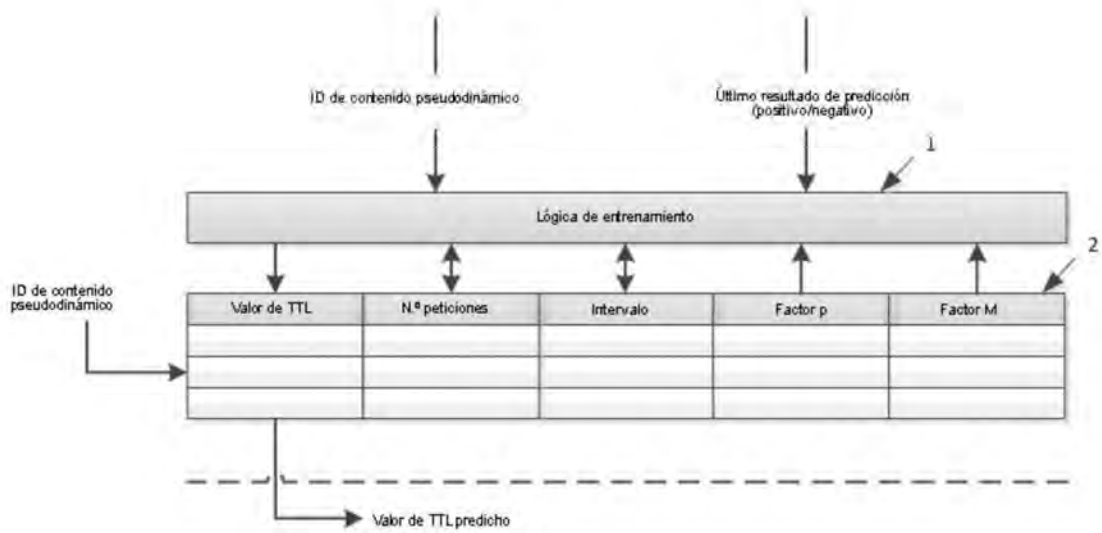 ID de contenido pseudodinámico
Último resultado de predicción
(positivo/negativo)
1
Lógica de entrenamiento
2
ID de contenido
pseudodinámico
Valor de TTL
N.º peticiones
Intervalo
Factor p
Factor M
Valor de TTL predicho